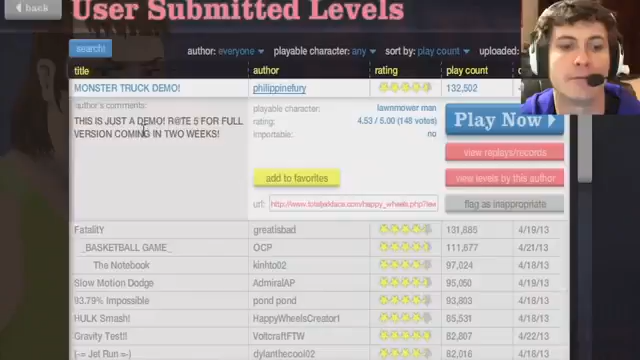 back
User Submitted Levels
search!
author: everyone playable character: any sort by: play count uploaded:
title author rating play count
MONSTER TRUCK DEMO! philippinefury 132,502
author's comments:
THIS IS JUST A DEMO! R@TE 5 FOR FULL
VERSION COMING IN TWO WEEKS!
playable character: lawnmower man
rating: 4.53 / 5.00 (148 votes)
importable: no
Play Now
view replays/records
add to favorites
view levels by this author
url: http://www.totaljerkface.com/happy_wheels.php?
flag as inappropriate
FatalitY greatisbad 131,685 4/19/13
_BASKETBALL GAME_ OCP 111,677 4/21/13
The Notebook kinhto02 97,024 4/18/13
Slow Motion Dodge AdmiralAP 95,050 4/19/13
93.79% Impossible pond pond 93,803 4/18/13
HULK Smash! HappyWheelsCreator1 85,531 4/18/13
Gravity Test!! VoltcraftFTW 82,807 4/22/13
(-= Jet Run =-) dylanthecool02 82,016 4/18/13